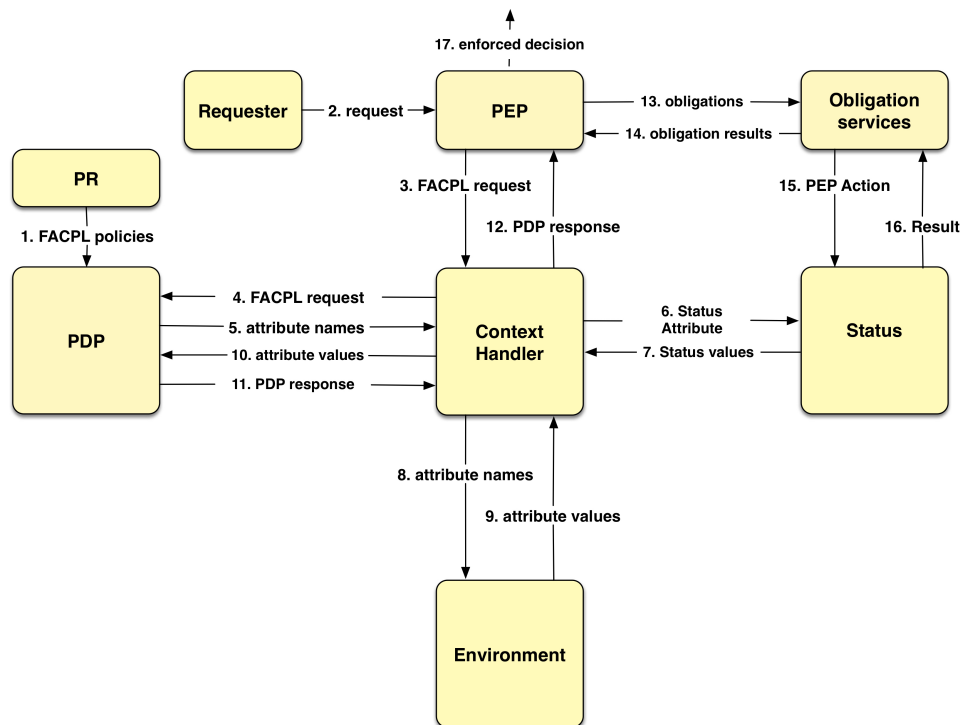 17. enforced decision
Requester
2. request
PEP
13. obligations
14. obligation results
Obligation
services
PR
3. FACPL request
15. PEP Action
12. PDP response
16. Result
1. FACPL policies
PDP
4. FACPL request
5. attribute names
10. attribute values
11. PDP response
Context
Handler
6. Status
Attribute
7. Status values
Status
8. attribute names
9. attribute values
Environment